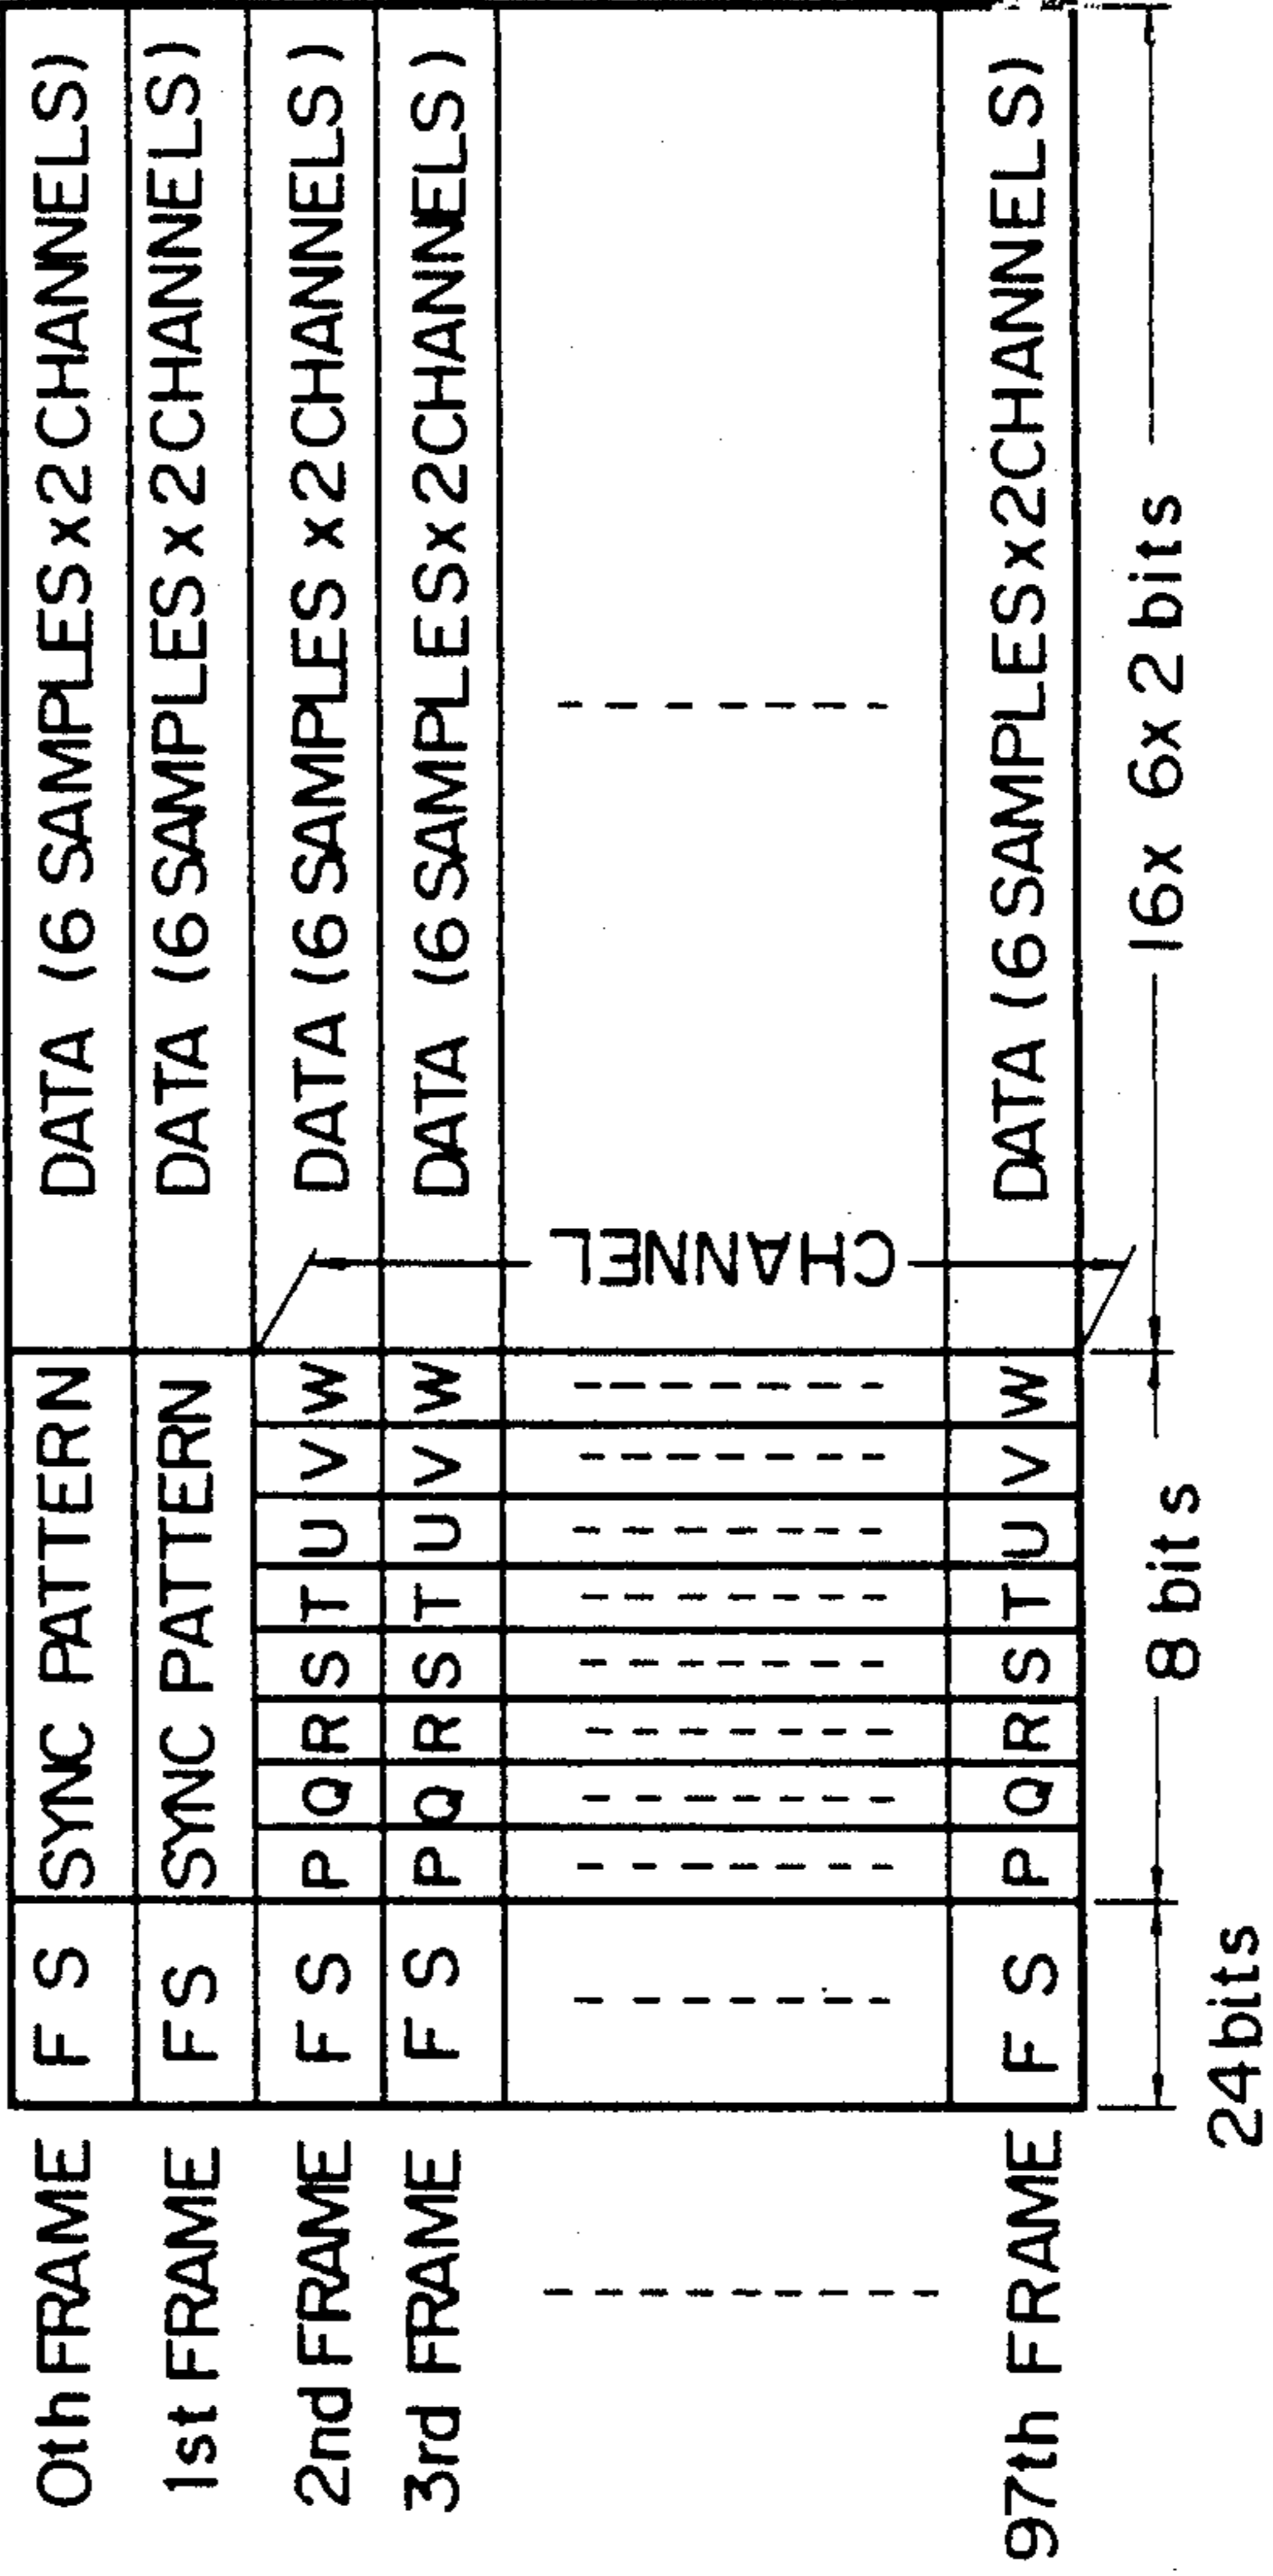 0th FRAME F S SYNC PATTERN DATA (6 SAMPLES x 2 CHANNELS)
1st FRAME F S SYNC PATTERN DATA (6 SAMPLES x 2 CHANNELS)
2nd FRAME F S P Q R S T U V W DATA (6 SAMPLES x 2 CHANNELS)
3rd FRAME F S P Q R S T U V W DATA (6 SAMPLES x 2 CHANNELS)
CHANNEL
97th FRAME F S P Q R S T U V W DATA (6 SAMPLES x 2 CHANNELS)
24 bits 8 bits 16 x 6 x 2 bits